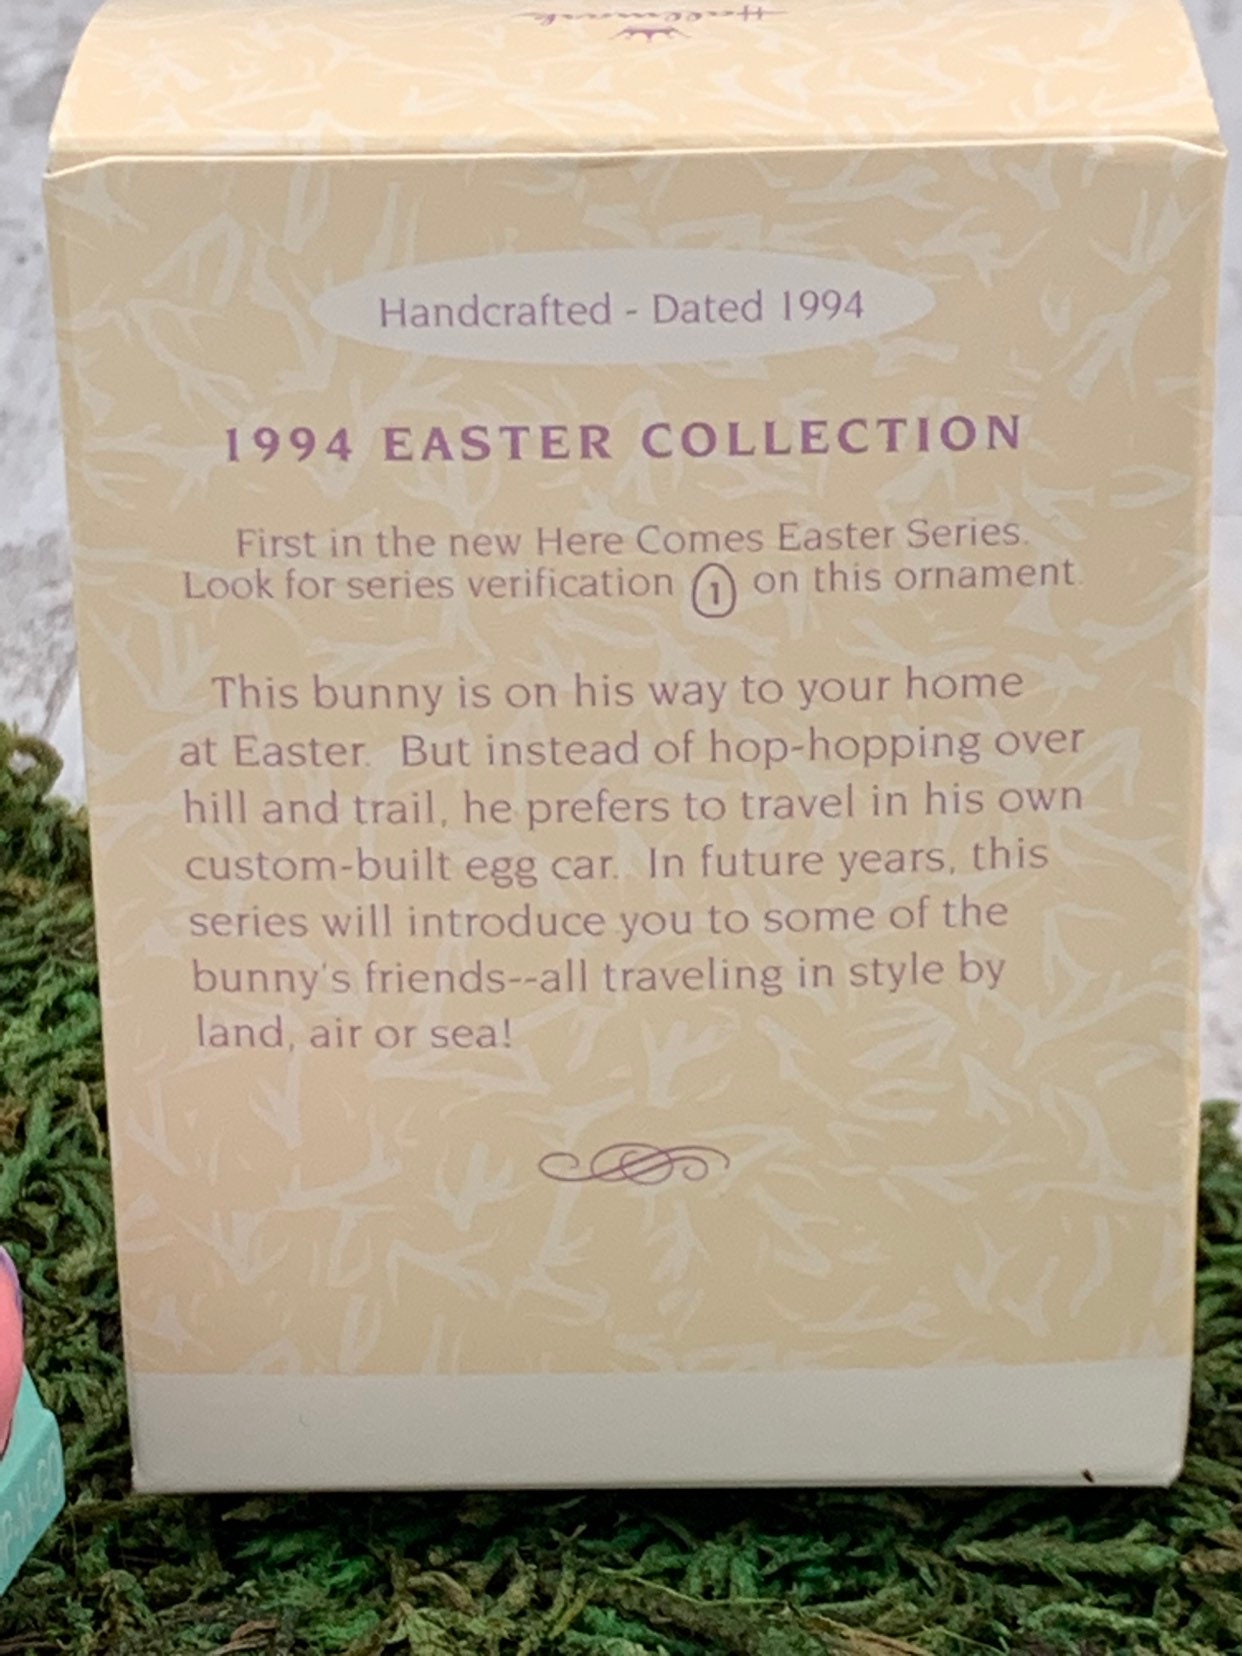 Hallmark
Handcrafted - Dated 1994
1994 EASTER COLLECTION
First in the new Here Comes Easter Series.
Look for series verification 1 on this ornament.
This bunny is on his way to your home
at Easter. But instead of hop-hopping over
hill and trail, he prefers to travel in his own
custom-built egg car. In future years, this
series will introduce you to some of the
bunny's friends--all traveling in style by
land, air or sea!
P-N-GO